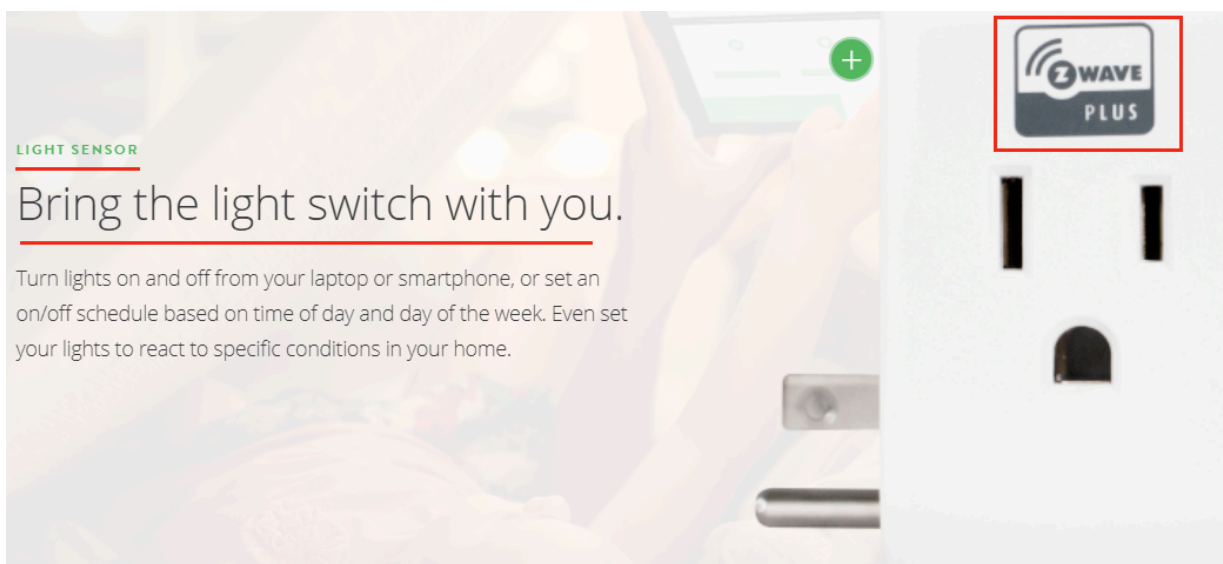 LIGHT SENSOR
Bring the light switch with you.
Turn lights on and off from your laptop or smartphone, or set an
on/off schedule based on time of day and day of the week. Even set
your lights to react to specific conditions in your home.
Z WAVE
PLUS